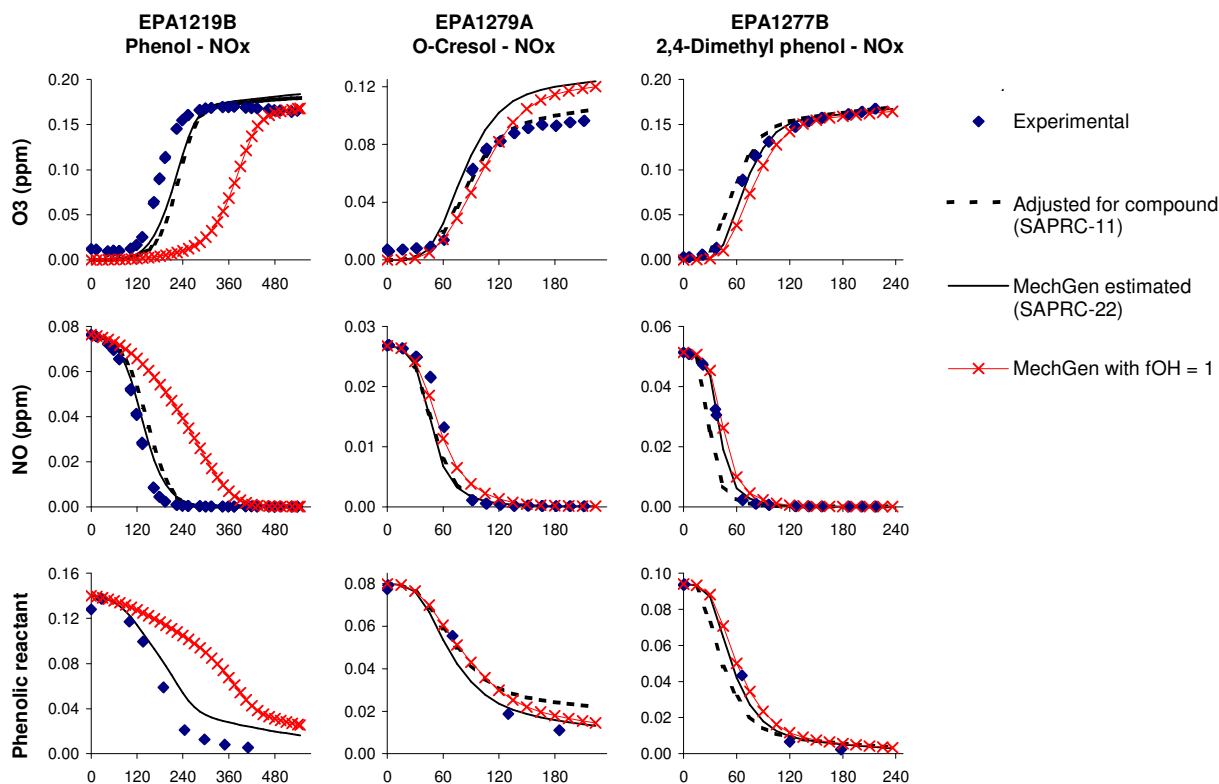 EPA1219B
Phenol - NOx
EPA1279A
O-Cresol - NOx
EPA1277B
2,4-Dimethyl phenol - NOx
O3 (ppm)
0.20
0.15
0.10
0.05
0.00
0 120 240 360 480
0.12
0.08
0.04
0.00
0 60 120 180
0.20
0.15
0.10
0.05
0.00
0 60 120 180 240
NO (ppm)
0.08
0.06
0.04
0.02
0.00
0 120 240 360 480
0.03
0.02
0.01
0.00
0 60 120 180
0.06
0.04
0.02
0.00
0 60 120 180 240
Phenolic reactant
0.16
0.12
0.08
0.04
0.00
0 120 240 360 480
0.08
0.06
0.04
0.02
0.00
0 60 120 180
0.10
0.08
0.06
0.04
0.02
0.00
0 60 120 180 240
Experimental
Adjusted for compound
(SAPRC-11)
MechGen estimated
(SAPRC-22)
MechGen with fOH = 1